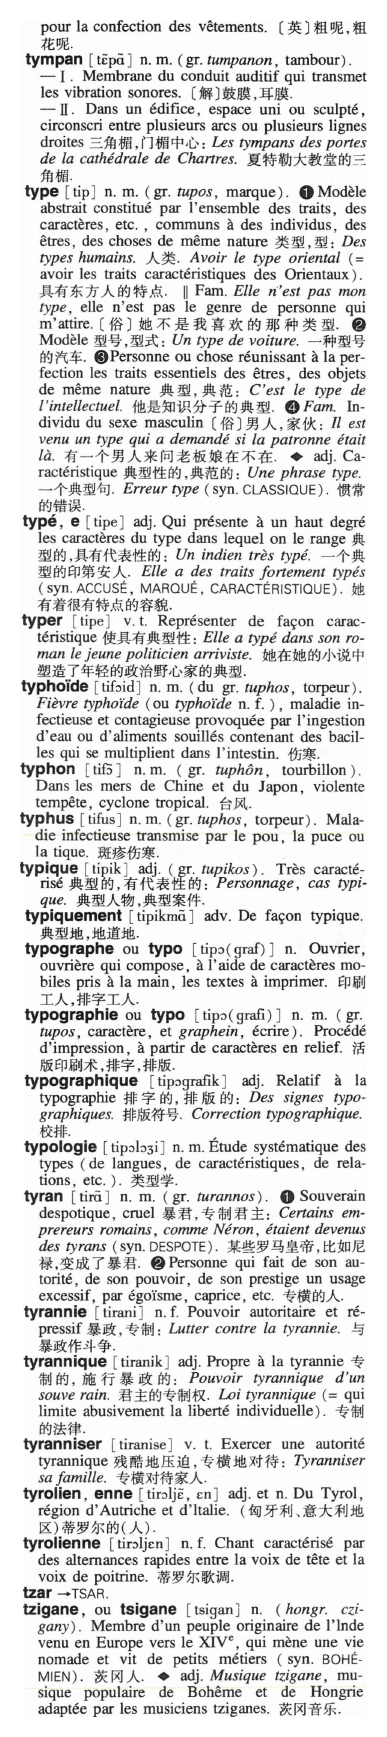 pour la confection des vêtements. 〔英〕粗呢,粗
花呢.
tympan [tɛ̃pɑ̃] n. m. (gr. tumpanon, tambour).
—Ⅰ. Membrane du conduit auditif qui transmet
les vibration sonores. 〔解〕鼓膜,耳膜.
—Ⅱ. Dans un édifice, espace uni ou sculpté,
circonscri entre plusieurs arcs ou plusieurs lignes
droites 三角楣,门楣中心: Les tympans des portes
de la cathédrale de Chartres. 夏特勒大教堂的三
角楣.
type [tip] n. m. (gr. tupos, marque). ❶ Modèle
abstrait constitué par l'ensemble des traits, des
caractères, etc., communs à des individus, des
êtres, des choses de même nature 类型,型: Des
types humains. 人类. Avoir le type oriental (=
avoir les traits caractéristiques des Orientaux).
具有东方人的特点. ‖ Fam. Elle n'est pas mon
type, elle n'est pas le genre de personne qui
m'attire. 〔俗〕她不是我喜欢的那种类型. ❷
Modèle 型号,型式: Un type de voiture. 一种型号
的汽车. ❸Personne ou chose réunissant à la per-
fection les traits essentiels des êtres, des objets
de même nature 典型,典范: C'est le type de
l'intellectuel. 他是知识分子的典型. ❹ Fam. In-
dividu du sexe masculin 〔俗〕男人,家伙: Il est
venu un type qui a demandé si la patronne était
là. 有一个男人来问老板娘在不在. ◆ adj. Ca-
ractéristique 典型性的,典范的: Une phrase type.
一个典型句. Erreur type (syn. CLASSIQUE). 惯常
的错误.
typé, e [tipe] adj. Qui présente à un haut degré
les caractères du type dans lequel on le range 典
型的,具有代表性的: Un indien très typé. 一个典
型的印第安人. Elle a des traits fortement typés
(syn. ACCUSÉ, MARQUÉ, CARACTÉRISTIQUE). 她
有着很有特点的容貌.
typer [tipe] v. t. Représenter de façon carac-
téristique 使具有典型性: Elle a typé dans son ro-
man le jeune politicien arriviste. 她在她的小说中
塑造了年轻的政治野心家的典型.
typhoïde [tifɔid] n. m. (du gr. tuphos, torpeur).
Fièvre typhoïde (ou typhoïde n. f.), maladie in-
fectieuse et contagieuse provoquée par l'ingestion
d'eau ou d'aliments souillés contenant des bacil-
les qui se multiplient dans l'intestin. 伤寒.
typhon [tifɔ̃] n. m. (gr. tuphôn, tourbillon).
Dans les mers de Chine et du Japon, violente
tempête, cyclone tropical. 台风.
typhus [tifus] n. m. (gr. tuphos, torpeur). Mala-
die infectieuse transmise par le pou, la puce ou
la tique. 斑疹伤寒.
typique [tipik] adj. (gr. tupikos). Très caracté-
risé 典型的,有代表性的: Personnage, cas typi-
que. 典型人物,典型案件.
typiquement [tipikmɑ̃] adv. De façon typique.
典型地,地道地.
typographe ou typo [tipɔ(graf)] n. Ouvrier,
ouvrière qui compose, à l'aide de caractères mo-
biles pris à la main, les textes à imprimer. 印刷
工人,排字工人.
typographie ou typo [tipɔ(grafi)] n. m. (gr.
tupos, caractère, et graphein, écrire). Procédé
d'impression, à partir de caractères en relief. 活
版印刷术,排字,排版.
typographique [tipɔgrafik] adj. Relatif à la
typographie 排字的,排版的: Des signes typo-
graphiques. 排版符号. Correction typographique.
校排.
typologie [tipɔlɔʒi] n. m. Étude systématique des
types (de langues, de caractéristiques, de rela-
tions, etc.). 类型学.
tyran [tirɑ̃] n. m. (gr. turannos). ❶ Souverain
despotique, cruel 暴君,专制君主: Certains em-
prereurs romains, comme Néron, étaient devenus
des tyrans (syn. DESPOTE). 某些罗马皇帝,比如尼
禄,变成了暴君. ❷ Personne qui fait de son au-
torité, de son pouvoir, de son prestige un usage
excessif, par égoïsme, caprice, etc. 专横的人.
tyrannie [tirani] n. f. Pouvoir autoritaire et ré-
pressif 暴政,专制: Lutter contre la tyrannie. 与
暴政作斗争.
tyrannique [tiranik] adj. Propre à la tyrannie 专
制的,施行暴政的: Pouvoir tyrannique d'un
souve rain. 君主的专制权. Loi tyrannique (= qui
limite abusivement la liberté individuelle). 专制
的法律.
tyranniser [tiranise] v. t. Exercer une autorité
tyrannique 残酷地压迫,专横地对待: Tyranniser
sa famille. 专横对待家人.
tyrolien, enne [tirɔljɛ̃, ɛn] adj. et n. Du Tyrol,
région d'Autriche et d'Italie. (匈牙利、意大利地
区)蒂罗尔的(人).
tyrolienne [tirɔljɛn] n. f. Chant caractérisé par
des alternances rapides entre la voix de tête et la
voix de poitrine. 蒂罗尔歌调.
tzar →TSAR.
tzigane, ou tsigane [tsigan] n. (hongr. czi-
gany). Membre d'un peuple originaire de l'Inde
venu en Europe vers le XIVe, qui mène une vie
nomade et vit de petits métiers (syn. BOHÉ-
MIEN). 茨冈人. ◆ adj. Musique tzigane, mu-
sique populaire de Bohême et de Hongrie
adaptée par les musiciens tziganes. 茨冈音乐.